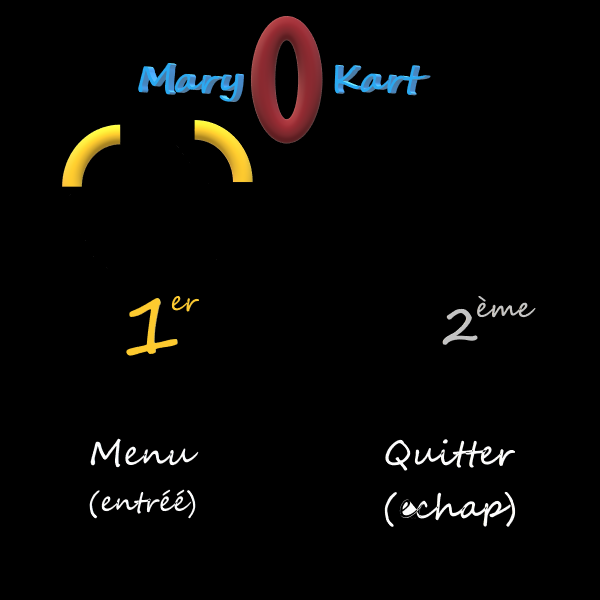 Mary O Kart
1er
2ème
Menu
Quitter
(entréé)
(échap)